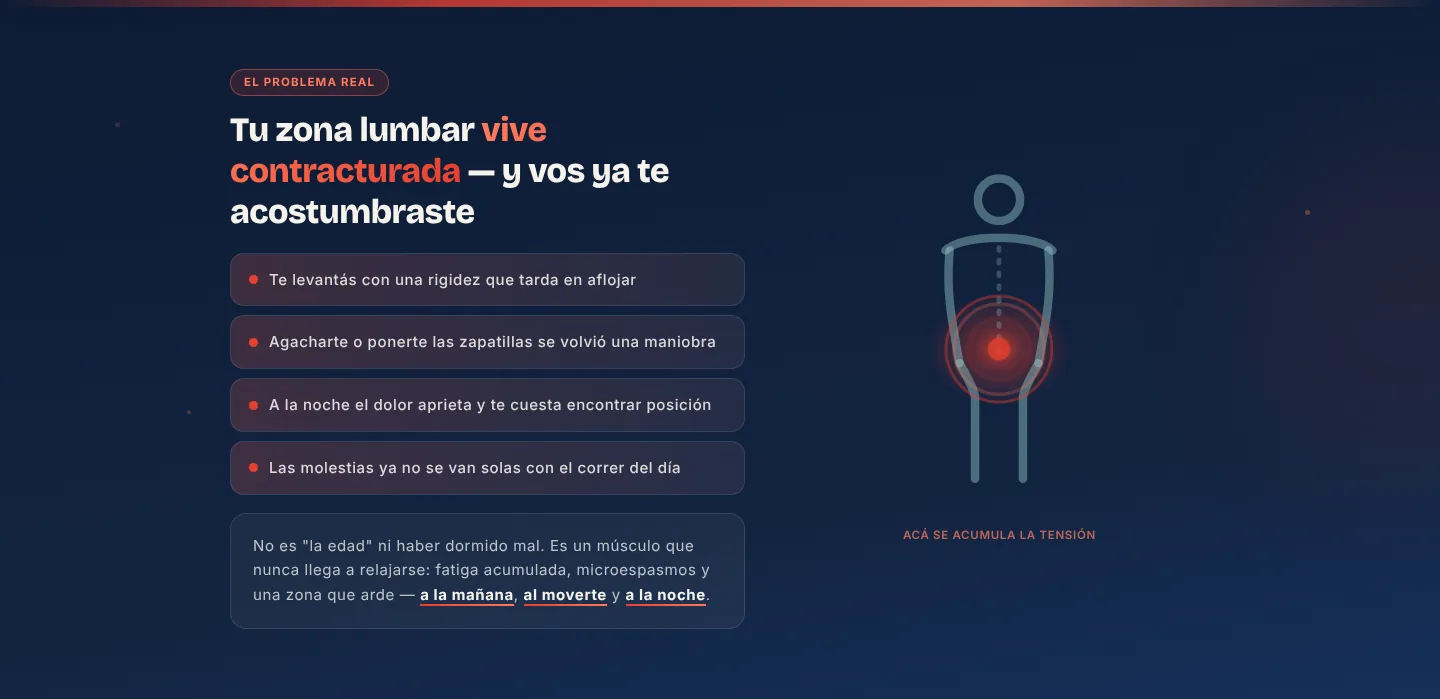 EL PROBLEMA REAL
Tu zona lumbar vive
contracturada — y vos ya te
acostumbraste
Te levantás con una rigidez que tarda en aflojar
Agacharte o ponerte las zapatillas se volvió una maniobra
A la noche el dolor aprieta y te cuesta encontrar posición
Las molestias ya no se van solas con el correr del día
No es "la edad" ni haber dormido mal. Es un músculo que
nunca llega a relajarse: fatiga acumulada, microespasmos y
una zona que arde — a la mañana, al moverte y a la noche.
ACÁ SE ACUMULA LA TENSIÓN